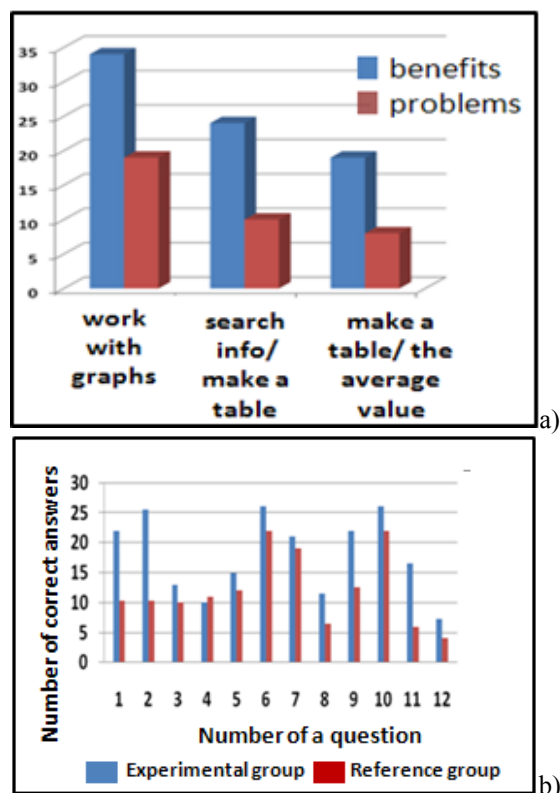 35
30
25
20
15
10
5
0
benefits
problems
work
with
graphs
search
info/
make a
table
make a
table/ the
average
value
a)
Number of correct answers
30
25
20
15
10
5
0
1 2 3 4 5 6 7 8 9 10 11 12
Number of a question
Experimental group Reference group
b)